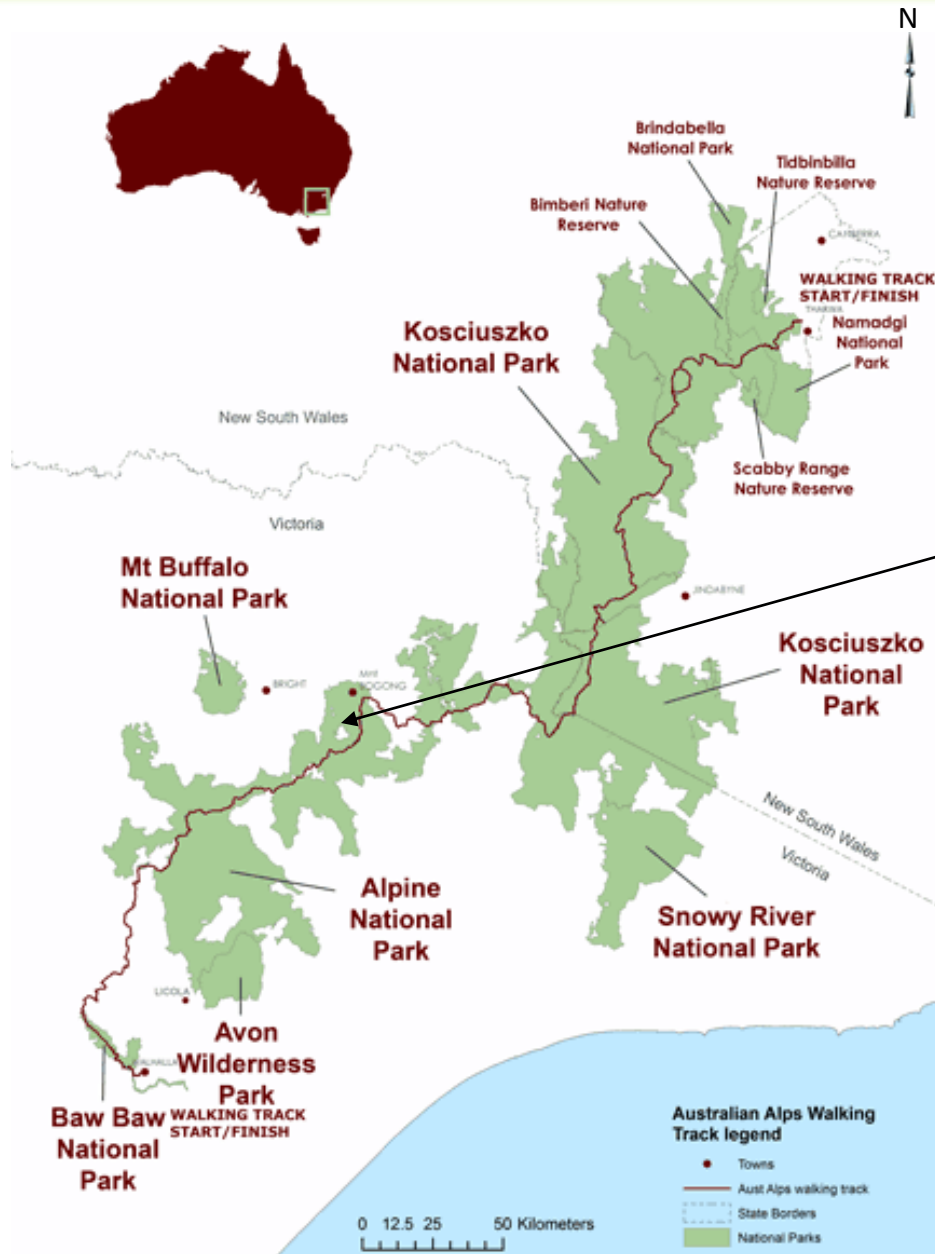 N
Brindabella
National Park
Tidbinbilla
Nature Reserve
Bimberi Nature
Reserve
CANBERRA
WALKING TRACK
START/FINISH
THARWA
Kosciuszko
National Park
Namadgi
National
Park
New South Wales
Scabby Range
Nature Reserve
Victoria
Mt Buffalo
National Park
JINDABYNE
Kosciuszko
National
Park
MNT
BOGONG
BRIGHT
New South Wales
Victoria
Alpine
National
Park
Snowy River
National Park
LICOLA
Avon
Wilderness
Park
WALHALLA
Baw Baw
National
Park
WALKING TRACK
START/FINISH
Australian Alps Walking
Track legend
Towns
Aust Alps walking track
State Borders
National Parks
0 12.5 25 50 Kilometers